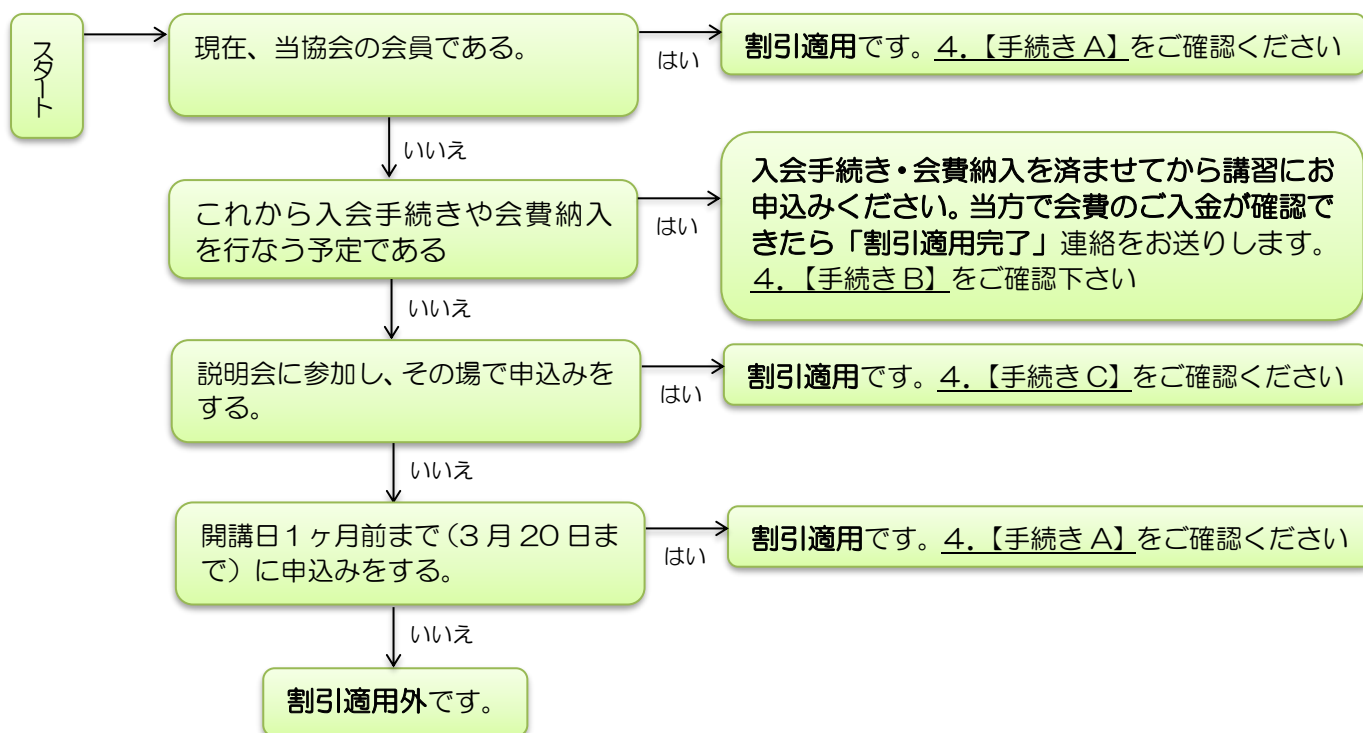 スタート
現在、当協会の会員である。
はい
割引適用です。４．【手続きＡ】をご確認ください
いいえ
これから入会手続きや会費納入
を行なう予定である
はい
入会手続き・会費納入を済ませてから講習にお
申込みください。当方で会費のご入金が確認で
きたら「割引適用完了」連絡をお送りします。
４．【手続きＢ】をご確認下さい
いいえ
説明会に参加し、その場で申込みを
する。
はい
割引適用です。４．【手続きＣ】をご確認ください
いいえ
開講日１ヶ月前まで（３月２０日ま
で）に申込みをする。
はい
割引適用です。４．【手続きＡ】をご確認ください
いいえ
割引適用外です。